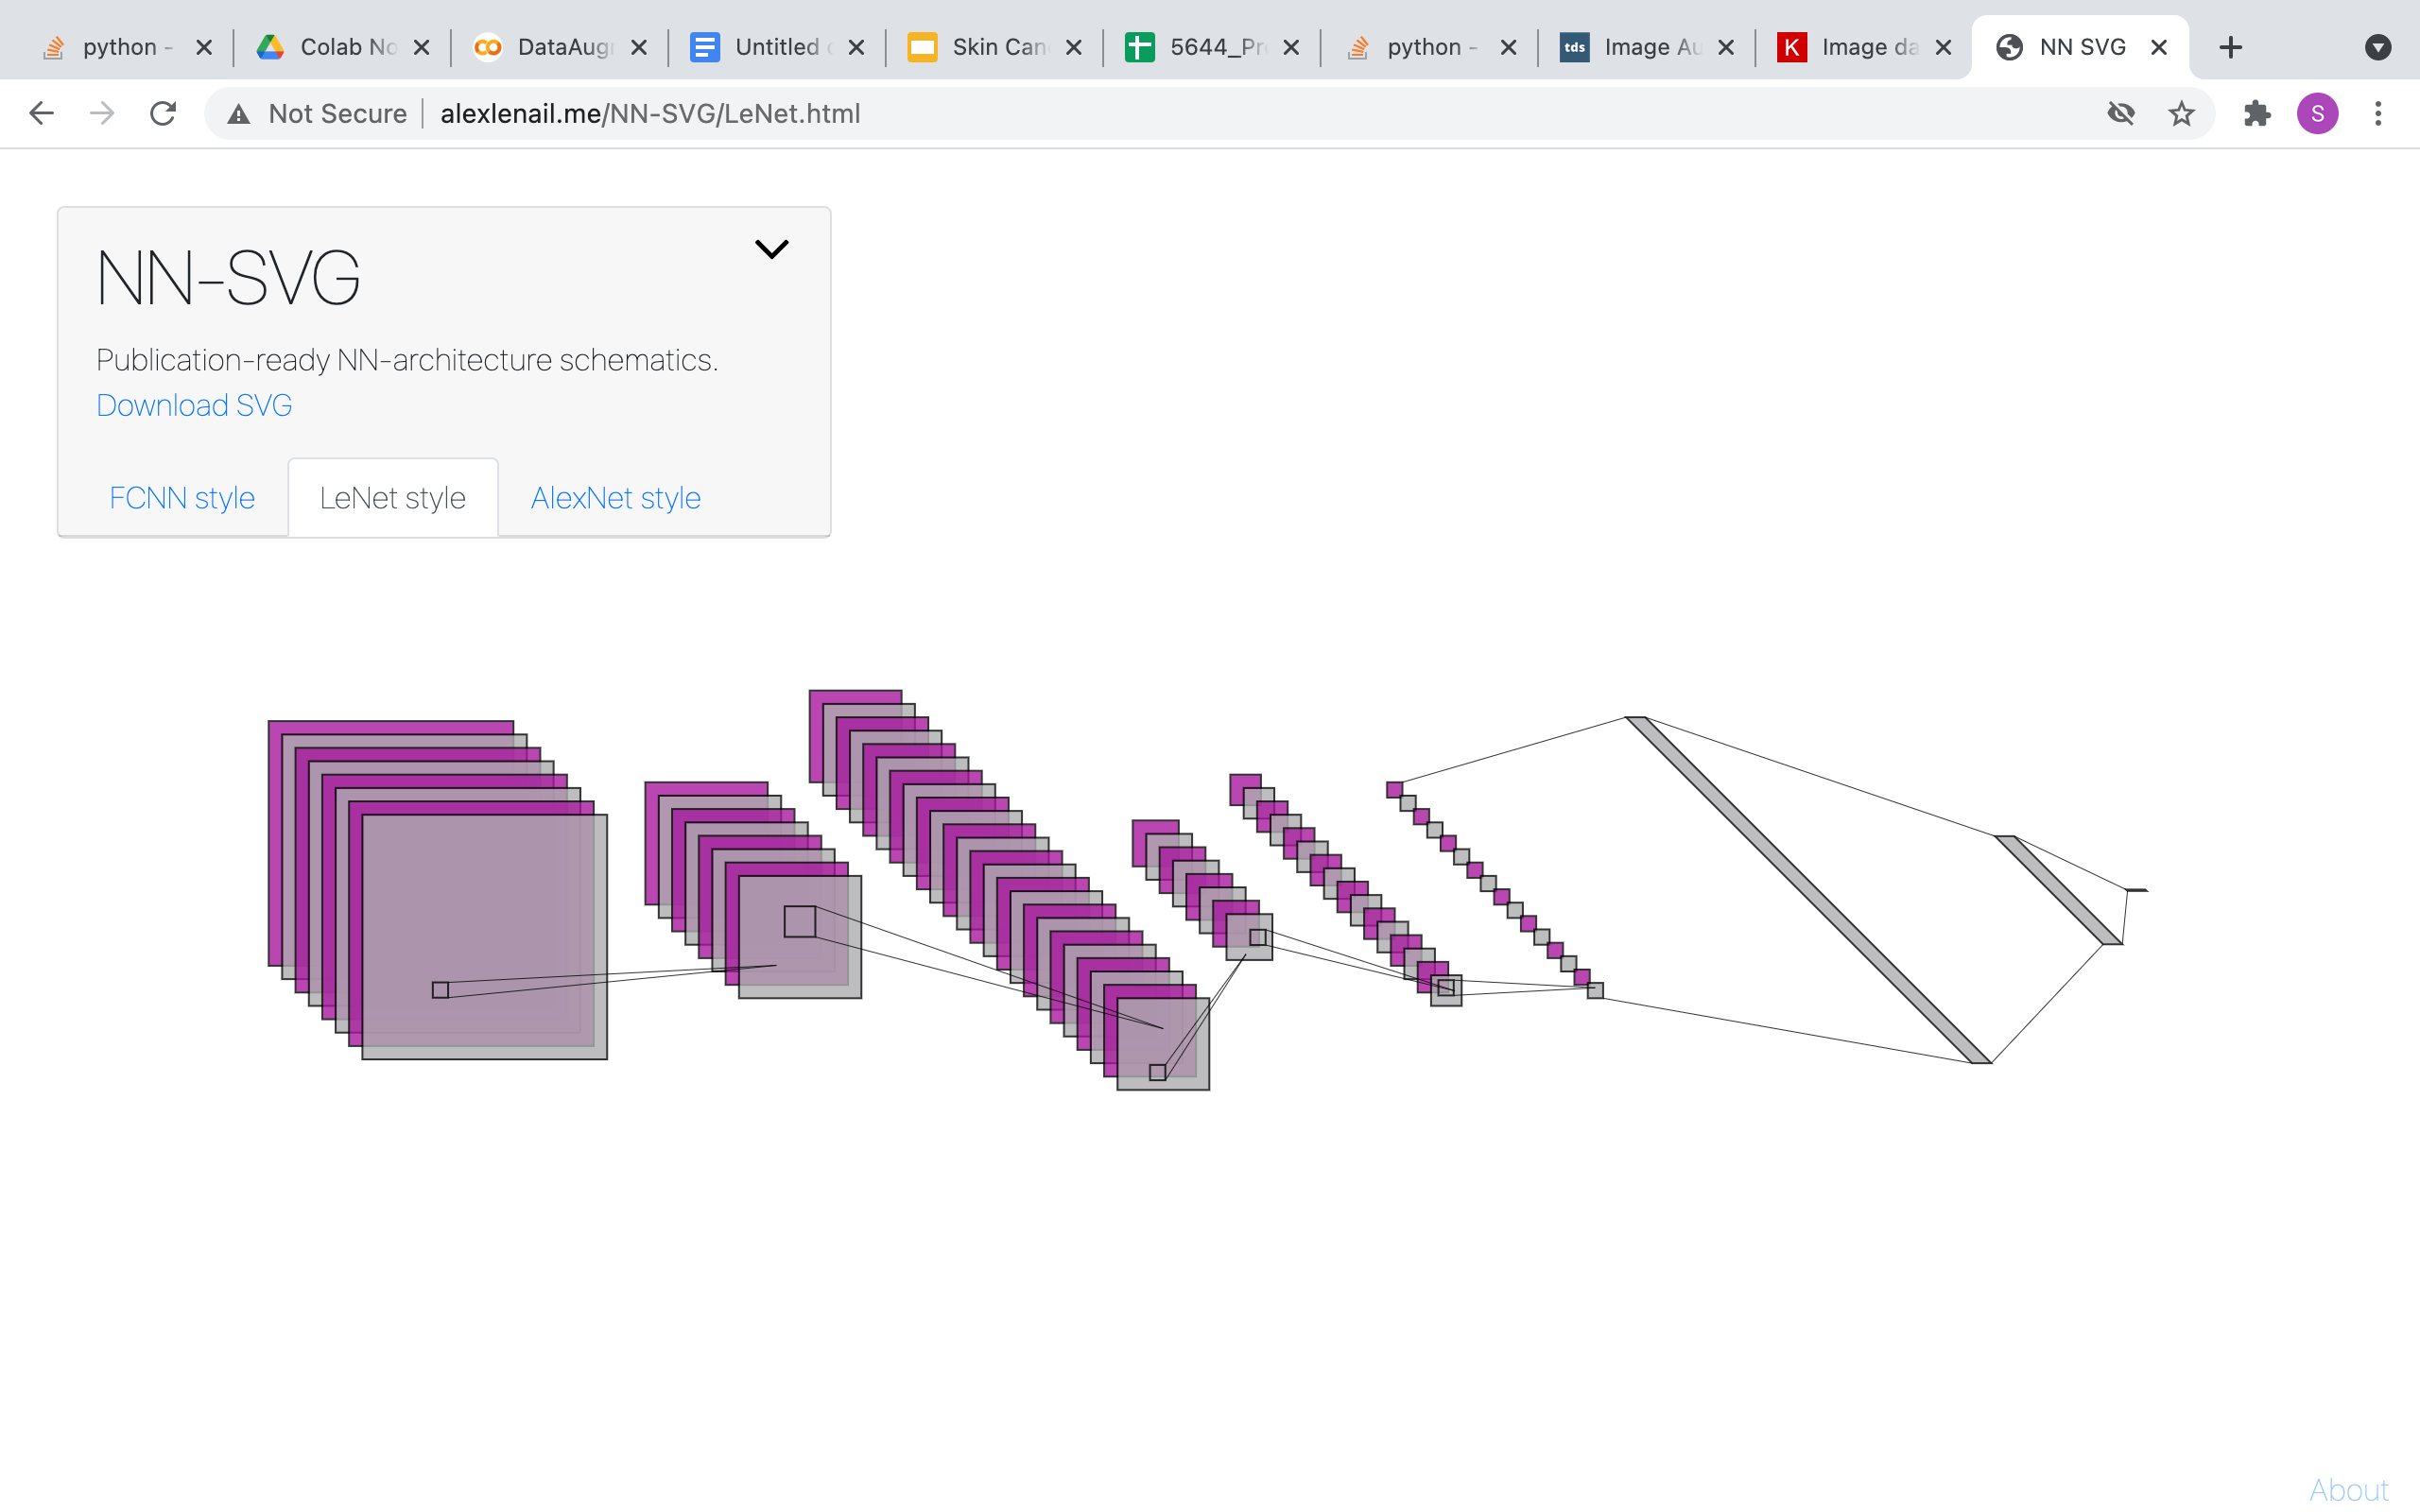 python -
Colab No
DataAug
Untitled
Skin Can
5644_Pr
python -
tds
Image Au
K
Image da
NN SVG
Not Secure
alexlenail.me/NN-SVG/LeNet.html
S
NN-SVG
Publication-ready NN-architecture schematics.
Download SVG
FCNN style
LeNet style
AlexNet style
About